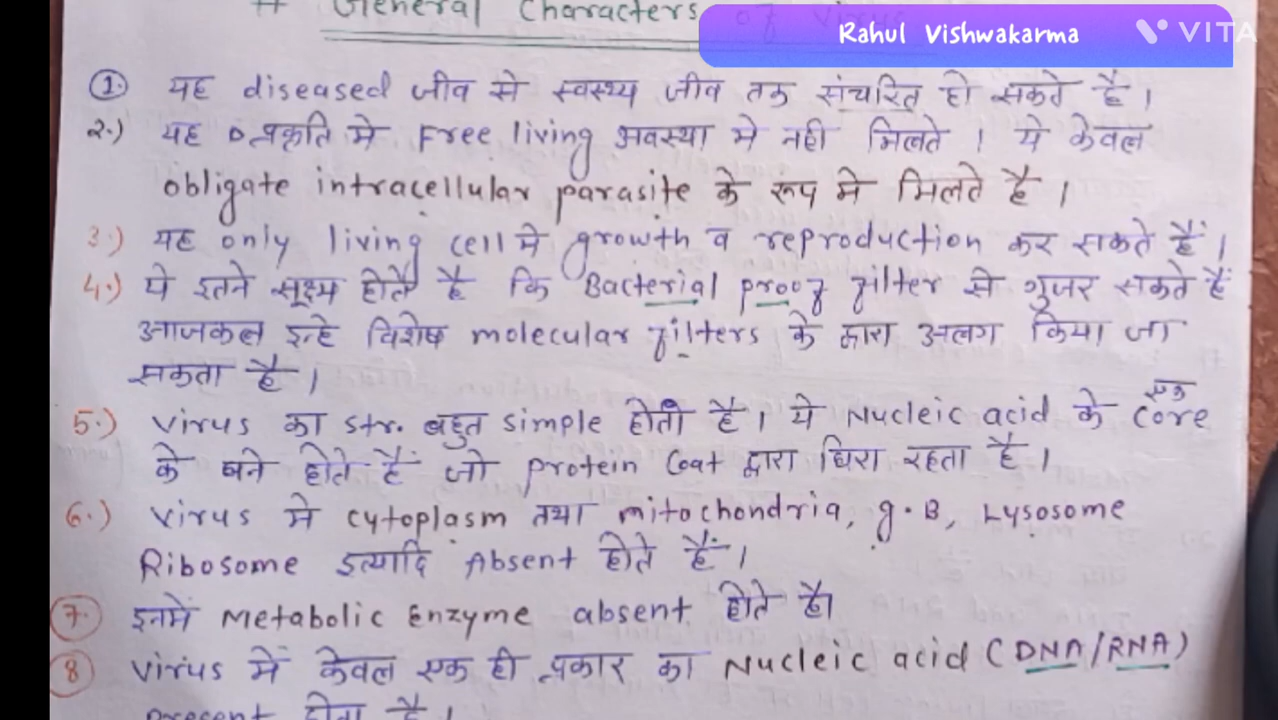 # General Characters of Virus
Rahul Vishwakarma
VITA
① यह diseased जीव से स्वस्थ्य जीव तक संचरित हो सकते है।
२.) यह प्रकृति मे Free living अवस्था मे नही मिलते । ये केवल
obligate intracellular parasite के रूप मे मिलते है ।
3.) यह only living cell मे growth व reproduction कर सकते हैं ।
4.) ये इतने सूक्ष्म होते है कि Bacterial proof filter से गुजर सकते हैं
आजकल इन्हे विशेष molecular filters के द्वारा अलग किया जा
सकता है ।
5.) Virus का str. बहुत simple होती है । ये Nucleic acid के एक core
के बने होते हैं जो protein Coat द्वारा घिरा रहता है ।
6.) Virus मे cytoplasm तथा mitochondria, g.B, Lysosome
Ribosome इत्यादि Absent होते हैं ।
7. इनमें Metabolic Enzyme absent होते है।
8 Virus में केवल एक ही प्रकार का Nucleic acid (DNA/RNA)
present होता है ।